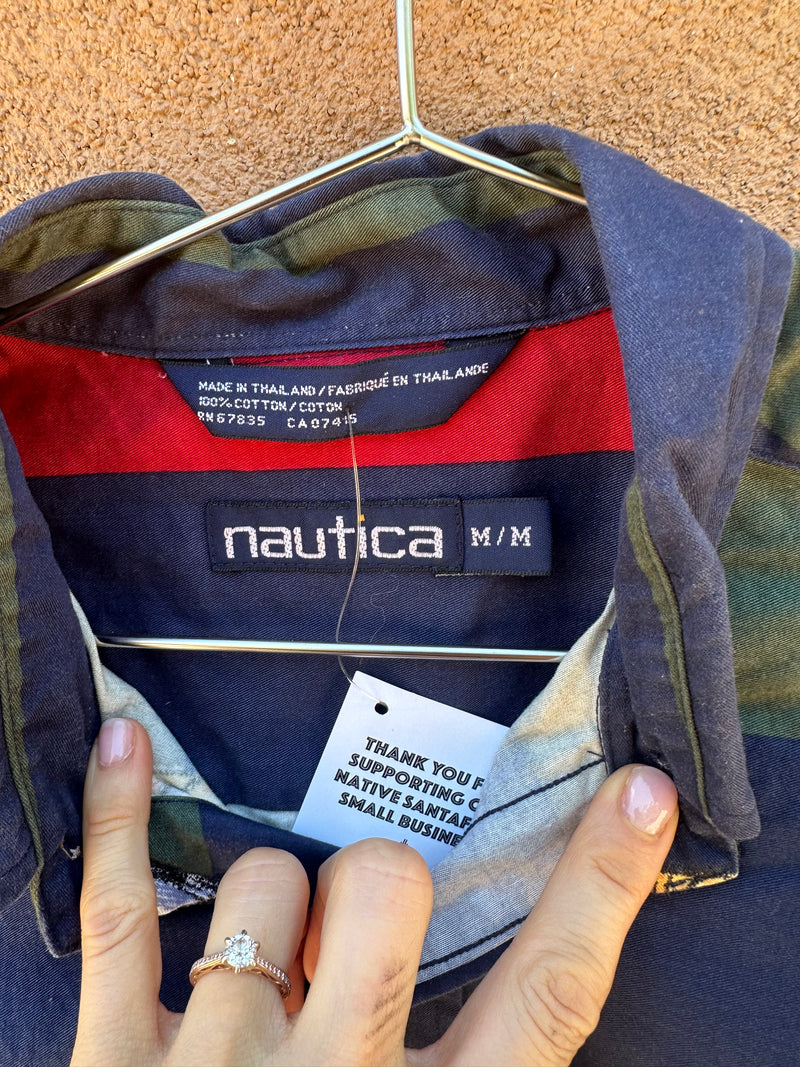 MADE IN THAILAND / FABRIQUÉ EN THAILANDE
100% COTTON / COTON
RN 67835 CA 07415
nautica M/M
THANK YOU F
SUPPORTING
NATIVE SANTAF
SMALL BUSINE